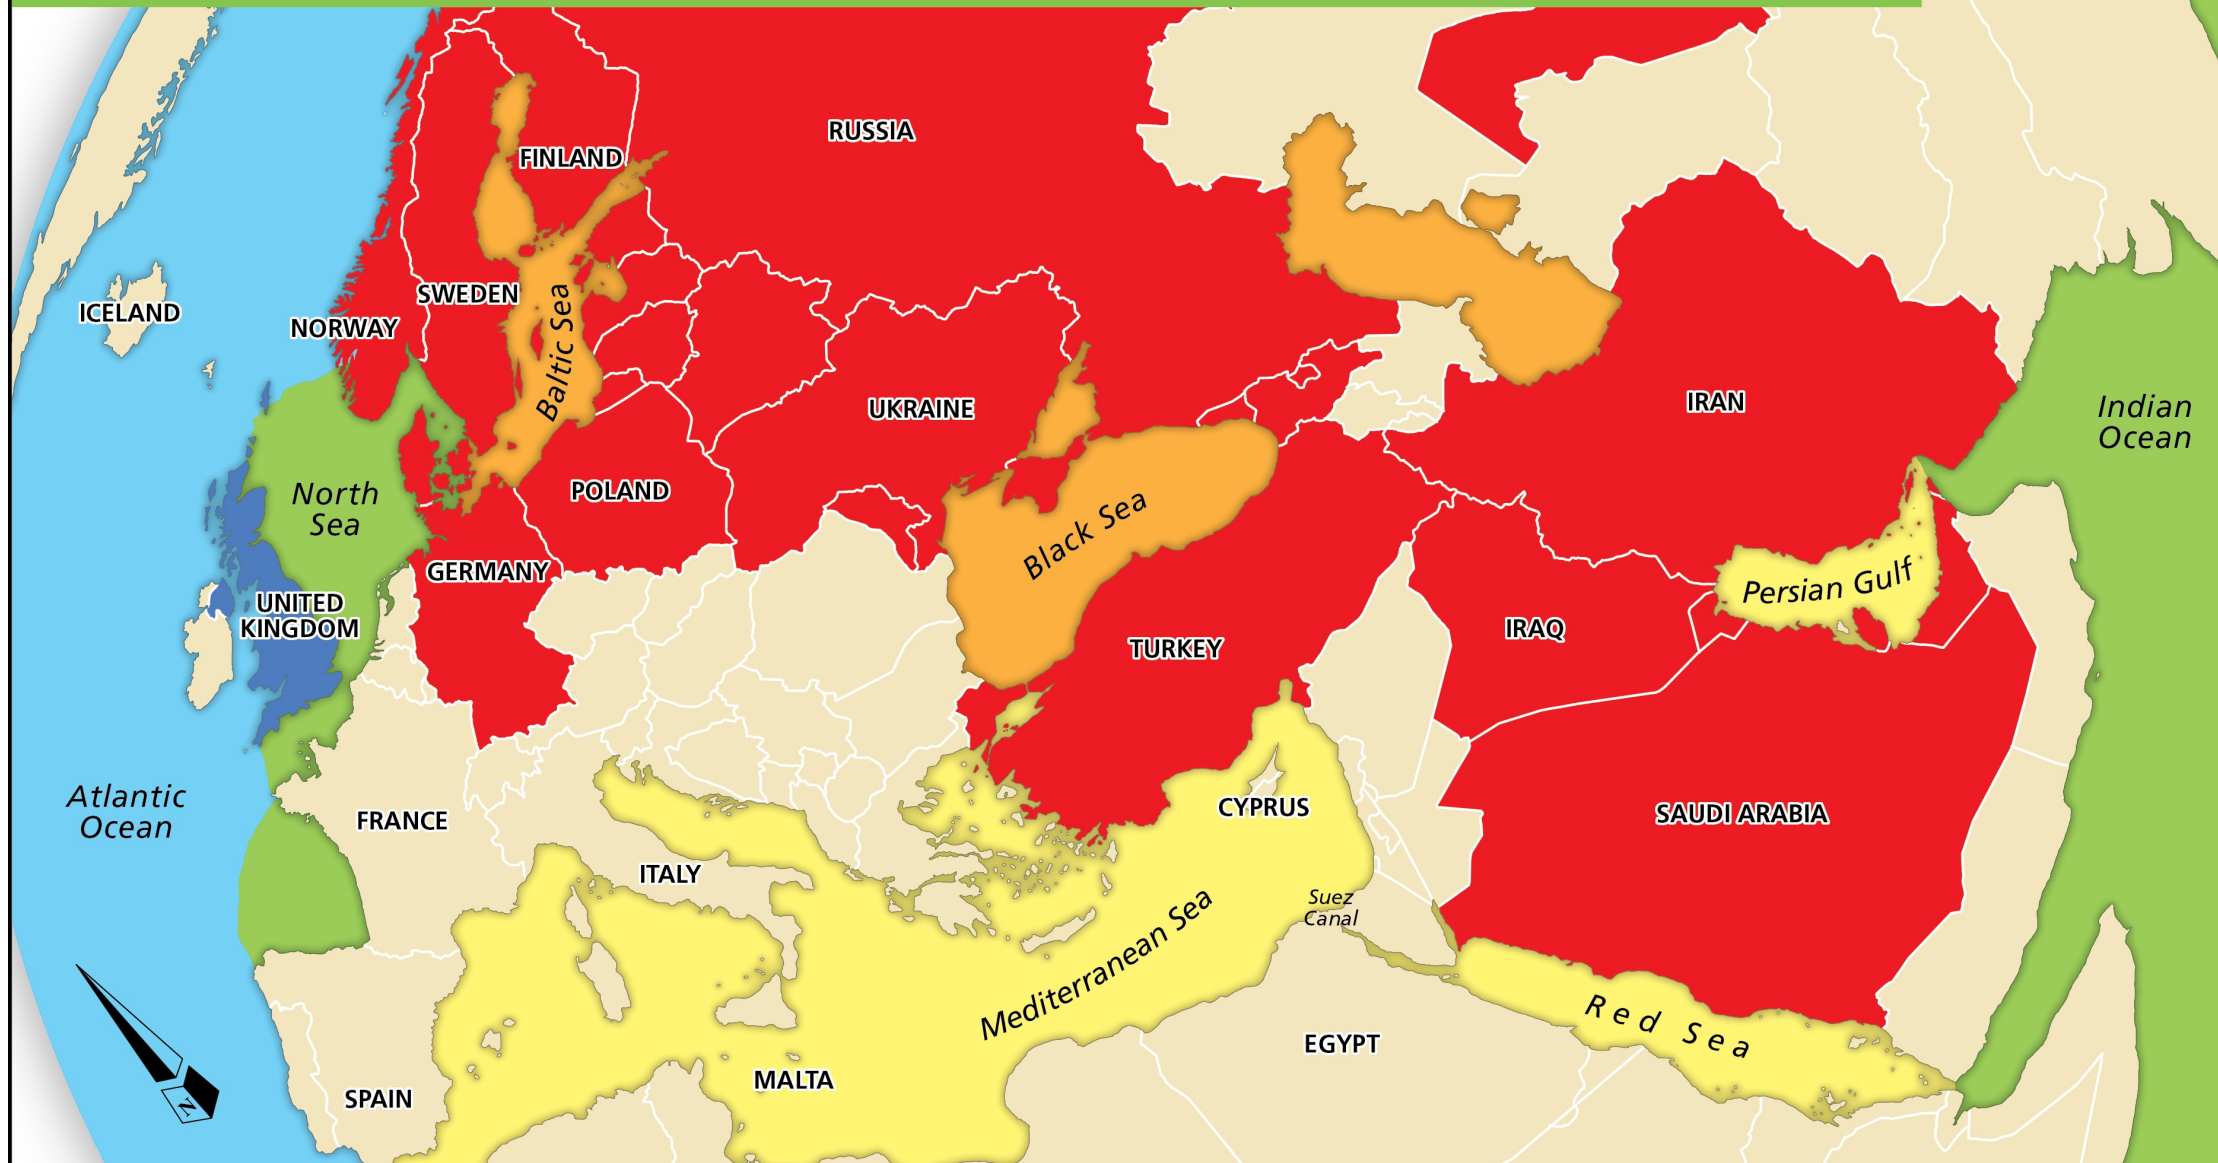 RUSSIA
FINLAND
SWEDEN
ICELAND
NORWAY
Baltic Sea
UKRAINE
IRAN
Indian
Ocean
North
Sea
POLAND
Black Sea
GERMANY
Persian Gulf
UNITED
KINGDOM
TURKEY
IRAQ
Atlantic
Ocean
FRANCE
CYPRUS
SAUDI ARABIA
ITALY
Suez
Canal
Mediterranean Sea
Red Sea
EGYPT
MALTA
SPAIN
N